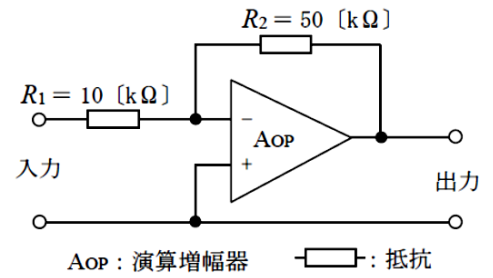 R2 = 50 〔kΩ〕
R1 = 10 〔kΩ〕
−
AOP
+
入力
出力
AOP：演算増幅器 ：抵抗